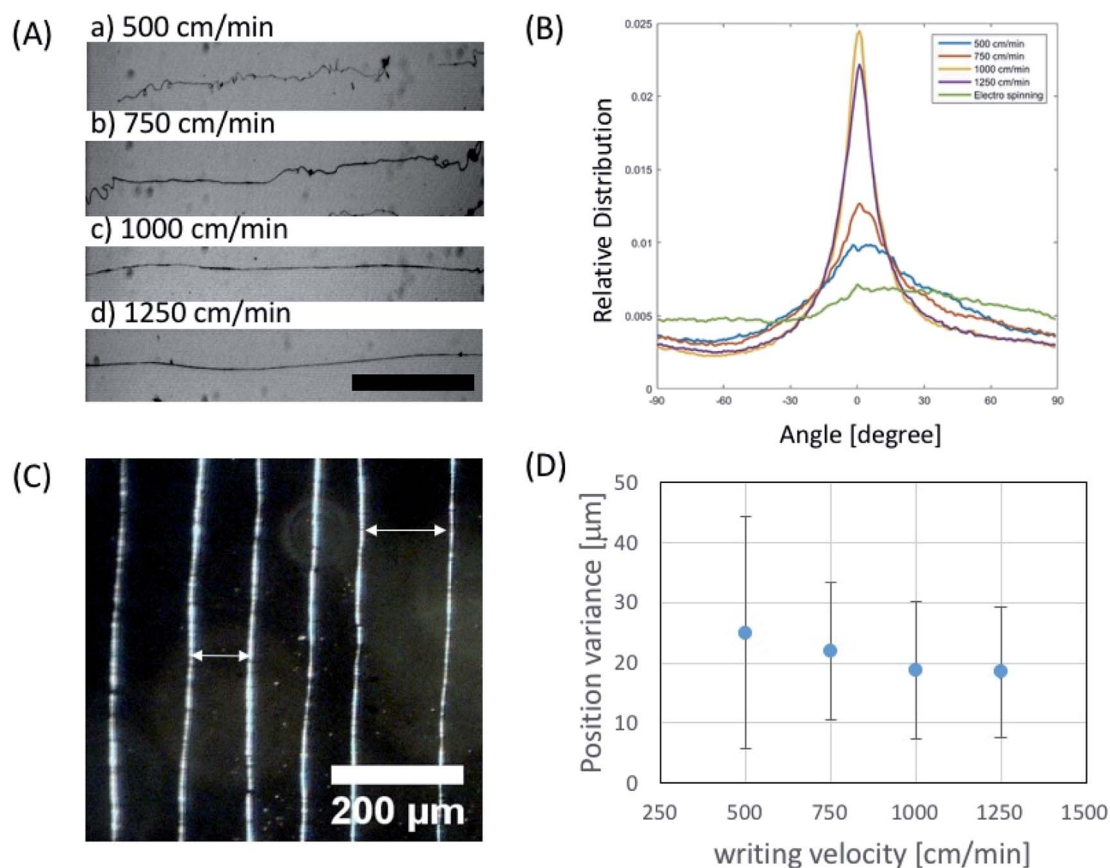 (A)
a) 500 cm/min
b) 750 cm/min
c) 1000 cm/min
d) 1250 cm/min
(B)
Relative Distribution
0.025
0.02
0.015
0.01
0.005
0
-90
-60
-30
0
30
60
90
Angle [degree]
500 cm/min
750 cm/min
1000 cm/min
1250 cm/min
Electro spinning
(C)
200 µm
(D)
Position variance [µm]
50
40
30
20
10
0
250
500
750
1000
1250
1500
writing velocity [cm/min]